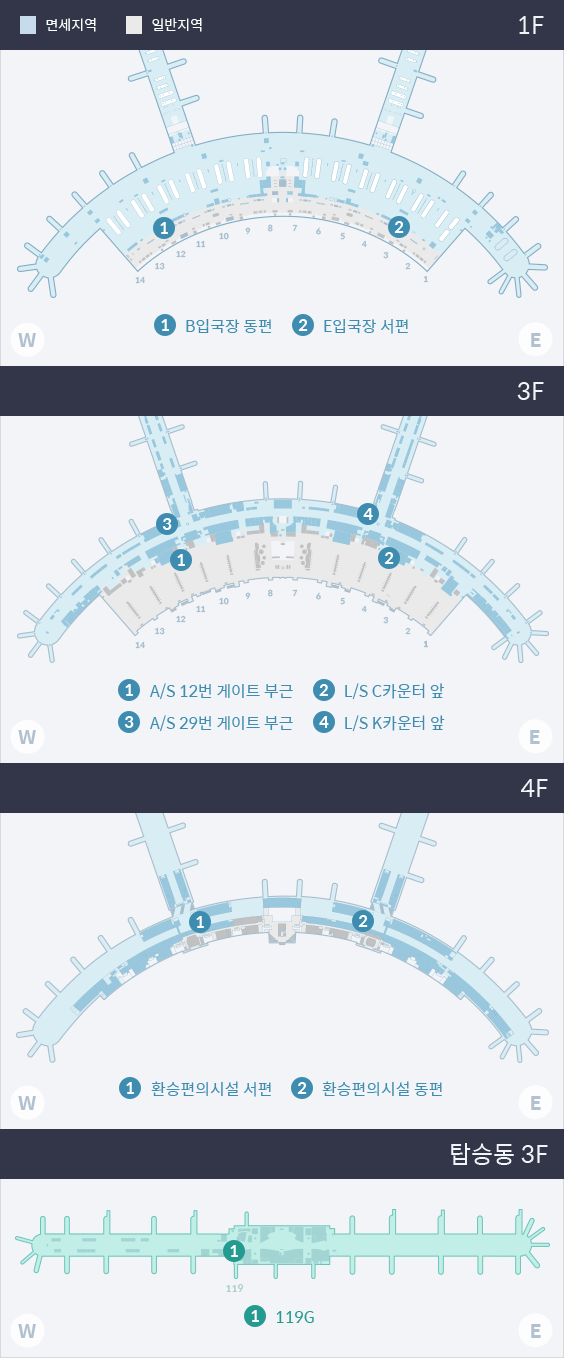 면세지역 일반지역 1F
1 2
14 13 12 11 10 9 8 7 6 5 4 3 2 1
1 B입국장 동편 2 E입국장 서편
W E
3F
3 4
1 2
14 13 12 11 10 9 8 7 6 5 4 3 2 1
1 A/S 12번 게이트 부근 2 L/S C카운터 앞
3 A/S 29번 게이트 부근 4 L/S K카운터 앞
W E
4F
1 2
1 환승편의시설 서편 2 환승편의시설 동편
W E
탑승동 3F
1
119
1 119G
W E